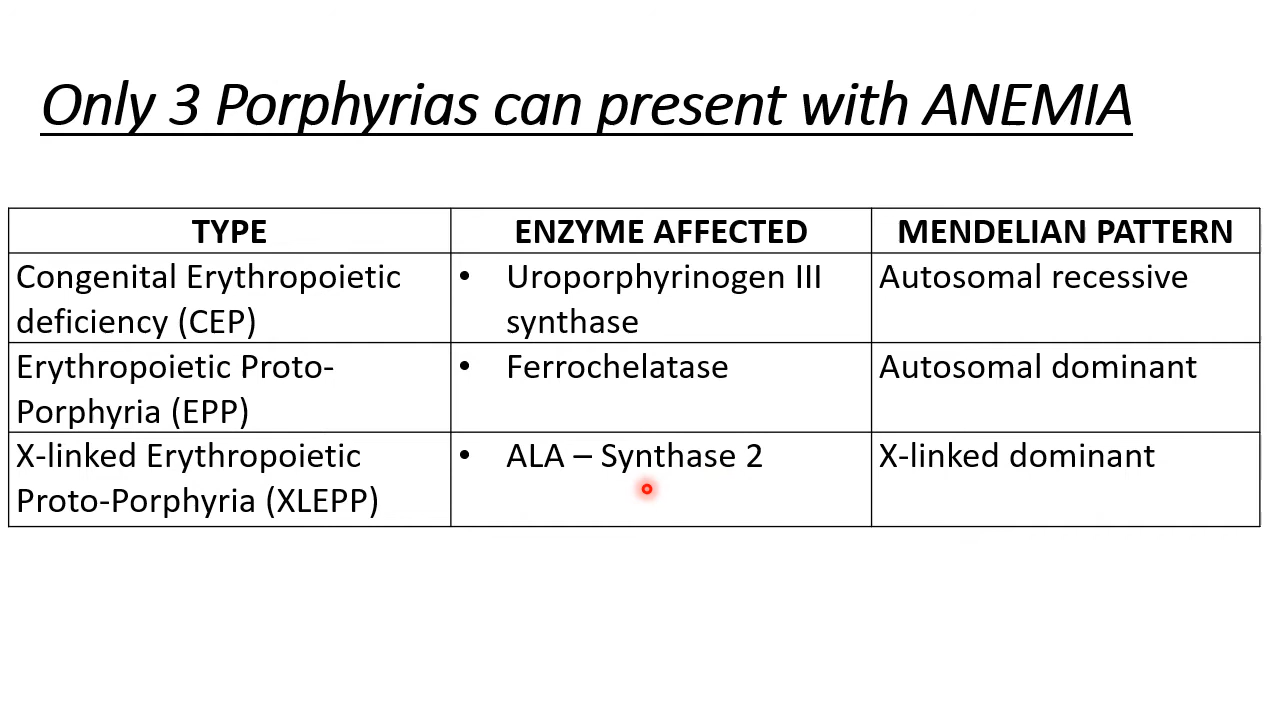 Only 3 Porphyrias can present with ANEMIA
TYPE ENZYME AFFECTED MENDELIAN PATTERN
Congenital Erythropoietic
deficiency (CEP)
• Uroporphyrinogen III
synthase
Autosomal recessive
Erythropoietic Proto-
Porphyria (EPP)
• Ferrochelatase
Autosomal dominant
X-linked Erythropoietic
Proto-Porphyria (XLEPP)
• ALA – Synthase 2
X-linked dominant